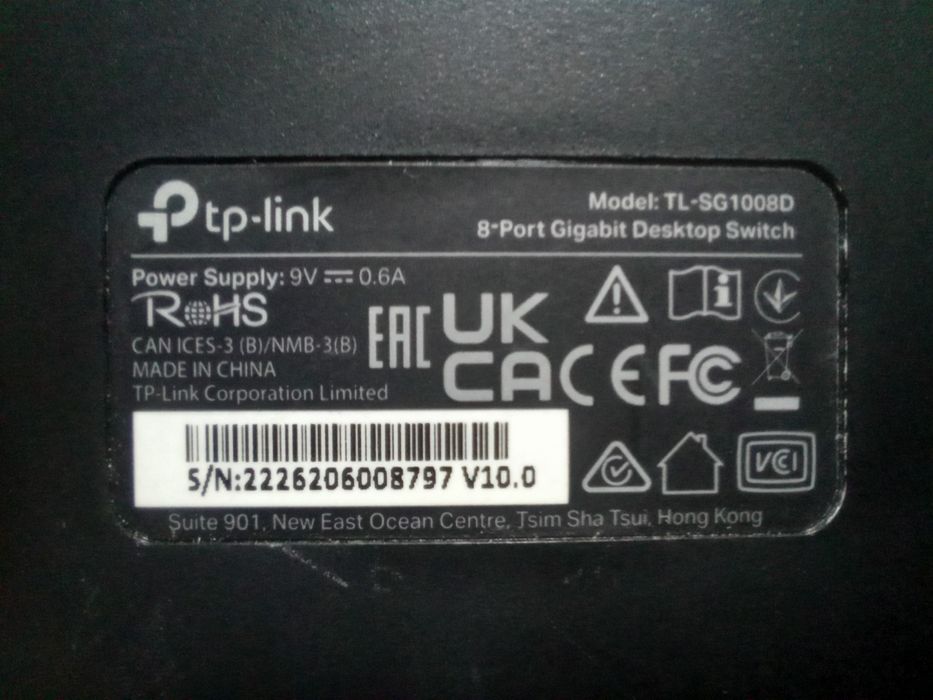 tp-link
Model: TL-SG1008D
8-Port Gigabit Desktop Switch
Power Supply: 9V ⎓ 0.6A
RoHS
CAN ICES-3 (B)/NMB-3(B)
MADE IN CHINA
TP-Link Corporation Limited
EAC
UK
CA
CE
FC
i
VCCI
S/N:2226206008797 V10.0
Suite 901, New East Ocean Centre, Tsim Sha Tsui, Hong Kong